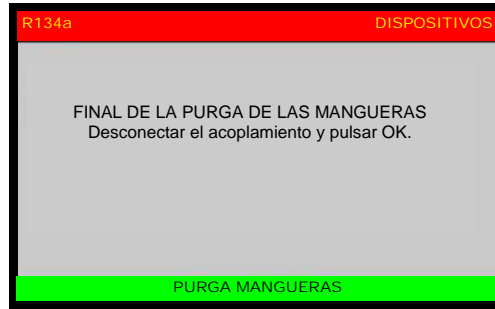 R134a DISPOSITIVOS
FINAL DE LA PURGA DE LAS MANGUERAS
Desconectar el acoplamiento y pulsar OK.
PURGA MANGUERAS